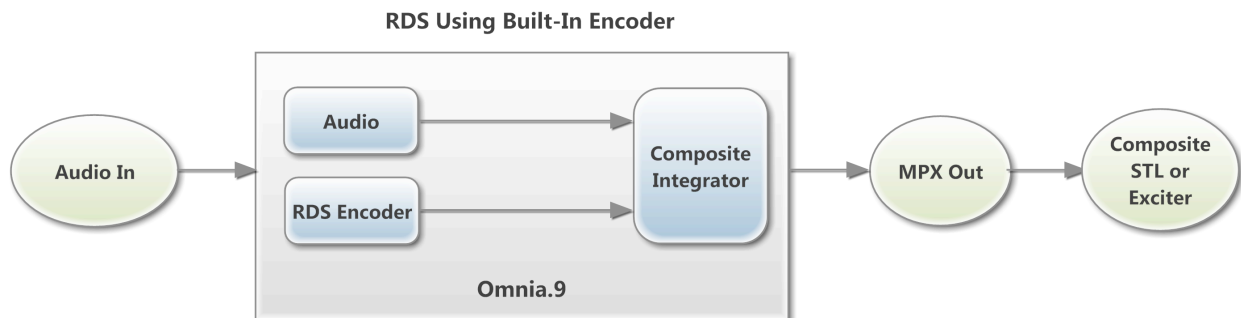 RDS Using Built-In Encoder
Audio In
Audio
RDS Encoder
Composite
Integrator
Omnia.9
MPX Out
Composite
STL or
Exciter